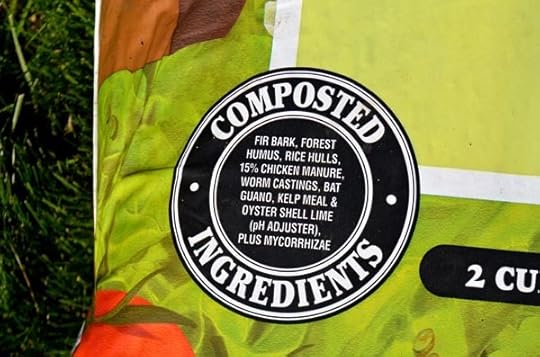 COMPOSTED
FIR BARK, FOREST
HUMUS, RICE HULLS,
15% CHICKEN MANURE,
WORM CASTINGS, BAT
GUANO, KELP MEAL &
OYSTER SHELL LIME
(pH ADJUSTER),
PLUS MYCORRHIZAE
INGREDIENTS
2 CU